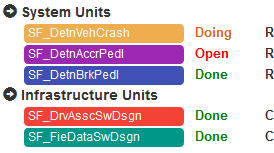 System Units
SF_DetnVehCrash Doing R
SF_DetnAccrPedl Open R
SF_DetnBrkPedl Done R
Infrastructure Units
SF_DrvAsscSwDsgn Done C
SF_FieDataSwDsgn Done C